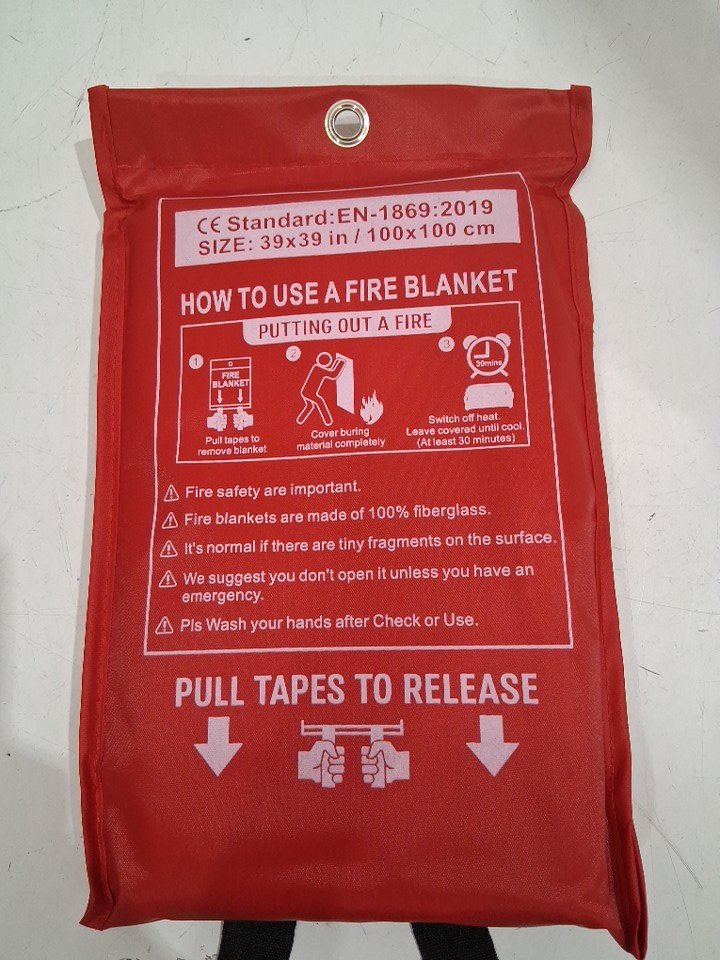 CE Standard:EN-1869:2019
SIZE: 39x39 in / 100x100 cm
HOW TO USE A FIRE BLANKET
PUTTING OUT A FIRE
1
FIRE
BLANKET
Pull tapes to
remove blanket
2
Cover buring
material completely
3
30mins
Switch off heat.
Leave covered until cool.
(At least 30 minutes)
Fire safety are important.
Fire blankets are made of 100% fiberglass.
It's normal if there are tiny fragments on the surface.
We suggest you don't open it unless you have an
emergency.
Pls Wash your hands after Check or Use.
PULL TAPES TO RELEASE